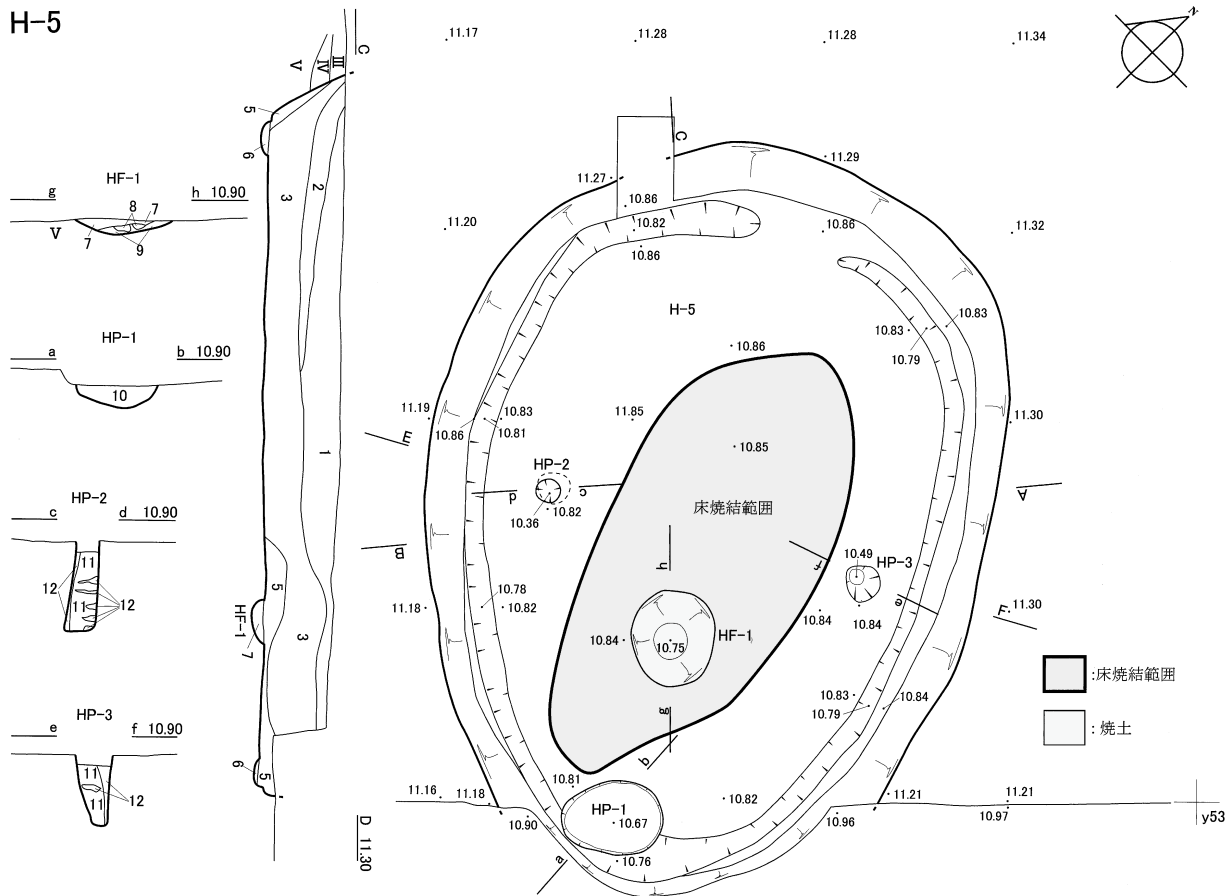 H-5
HF-1
g
h 10.90
V
8
7
7
9
HP-1
a
b 10.90
10
HP-2
c
d 10.90
11
12
11
12
HP-3
e
f 10.90
11
12
11
C
III
IV
V
5
6
3
2
1
5
HF-1
7
3
6
5
D 11.30
N
11.17
11.28
11.28
11.34
C
11.29
11.27
10.86
10.82
10.86
11.20
10.86
11.32
H-5
10.83
10.83
10.79
10.86
11.19
10.83
10.86
10.81
11.85
11.30
10.85
E
HP-2
d
c
10.36
10.82
A
床焼結範囲
B
h
f
10.49
HP-3
10.78
11.18
10.82
e
10.84
10.84
F
11.30
10.84
10.75
HF-1
:床焼結範囲
10.83
10.84
10.79
g
b
:焼土
10.81
11.16
11.18
10.82
11.21
11.21
HP-1
10.90
10.67
10.96
10.97
y53
a
10.76